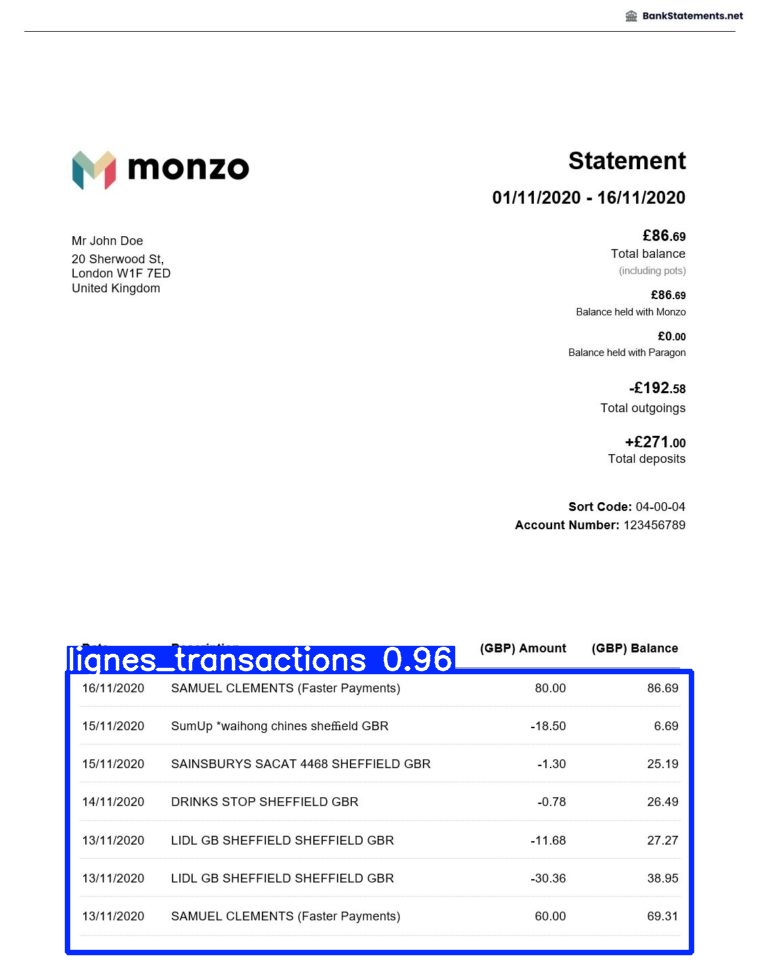 BankStatements.net
monzo
Statement
01/11/2020 - 16/11/2020
Mr John Doe
20 Sherwood St,
London W1F 7ED
United Kingdom
£86.69
Total balance
(including pots)
£86.69
Balance held with Monzo
£0.00
Balance held with Paragon
-£192.58
Total outgoings
+£271.00
Total deposits
Sort Code: 04-00-04
Account Number: 123456789
(GBP) Amount (GBP) Balance
lignes_transactions 0.96
16/11/2020 SAMUEL CLEMENTS (Faster Payments) 80.00 86.69
15/11/2020 SumUp *waihong chines sheffield GBR -18.50 6.69
15/11/2020 SAINSBURYS SACAT 4468 SHEFFIELD GBR -1.30 25.19
14/11/2020 DRINKS STOP SHEFFIELD GBR -0.78 26.49
13/11/2020 LIDL GB SHEFFIELD SHEFFIELD GBR -11.68 27.27
13/11/2020 LIDL GB SHEFFIELD SHEFFIELD GBR -30.36 38.95
13/11/2020 SAMUEL CLEMENTS (Faster Payments) 60.00 69.31